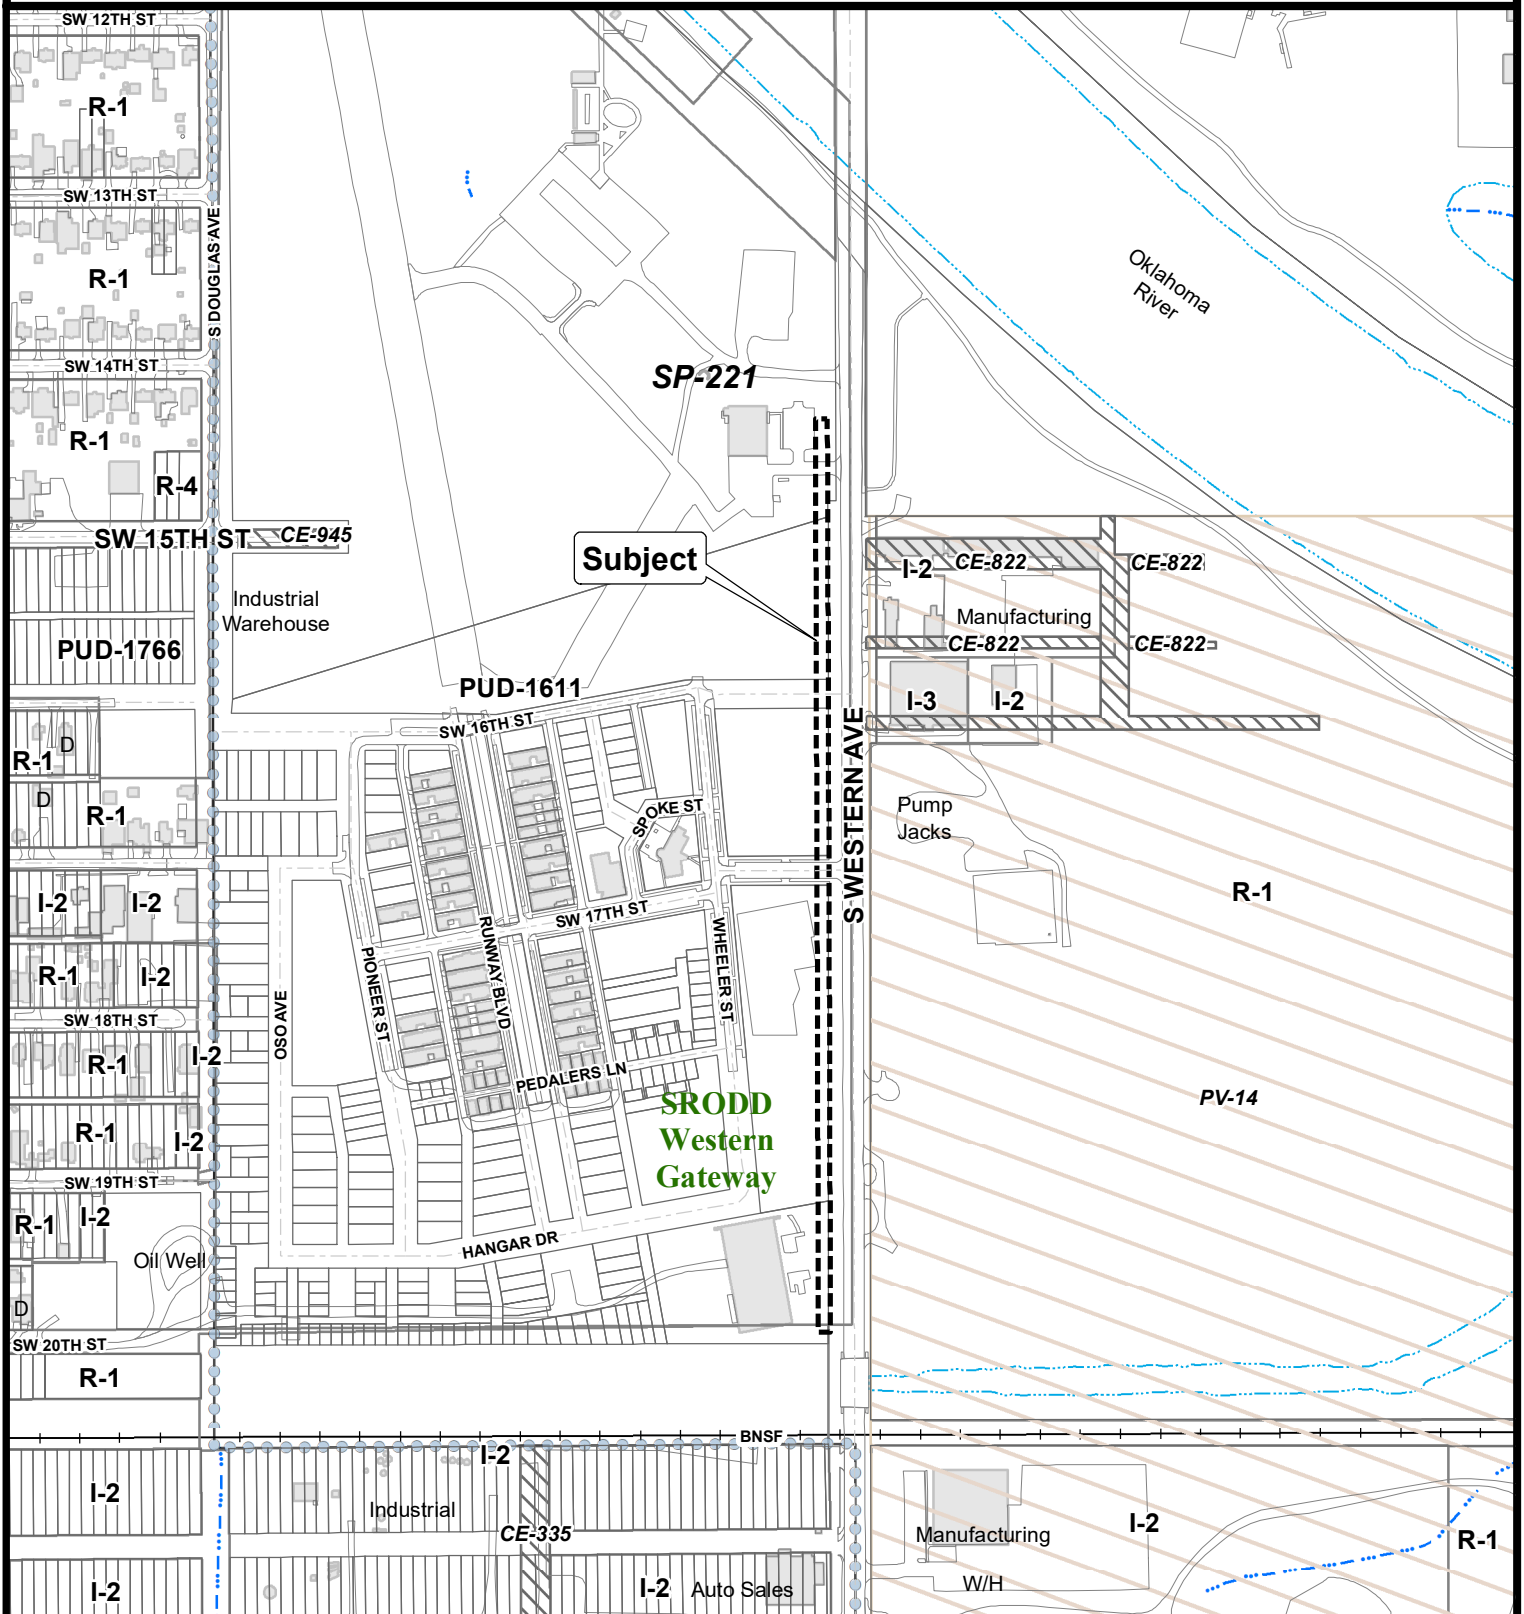 SW 12TH ST
R-1
SW 13TH ST
S DOUGLAS AVE
R-1
Oklahoma
River
SW 14TH ST
SP-221
R-1
R-4
SW 15TH ST
CE-945
Subject
I-2
CE-822
CE-822
Industrial
Warehouse
Manufacturing
PUD-1766
CE-822
CE-822
PUD-1611
I-3
I-2
SW 16TH ST
S WESTERN AVE
D
R-1
D
R-1
SPOKE ST
Pump
Jacks
I-2
I-2
R-1
SW 17TH ST
RUNWAY BLVD
WHEELER ST
PIONEER ST
R-1
I-2
OSO AVE
SW 18TH ST
R-1
I-2
PEDALERS LN
SRODD
Western
Gateway
PV-14
R-1
I-2
SW 19TH ST
R-1
I-2
HANGAR DR
Oil Well
D
SW 20TH ST
R-1
BNSF
I-2
I-2
Industrial
CE-335
Manufacturing
I-2
R-1
I-2
I-2
Auto Sales
W/H